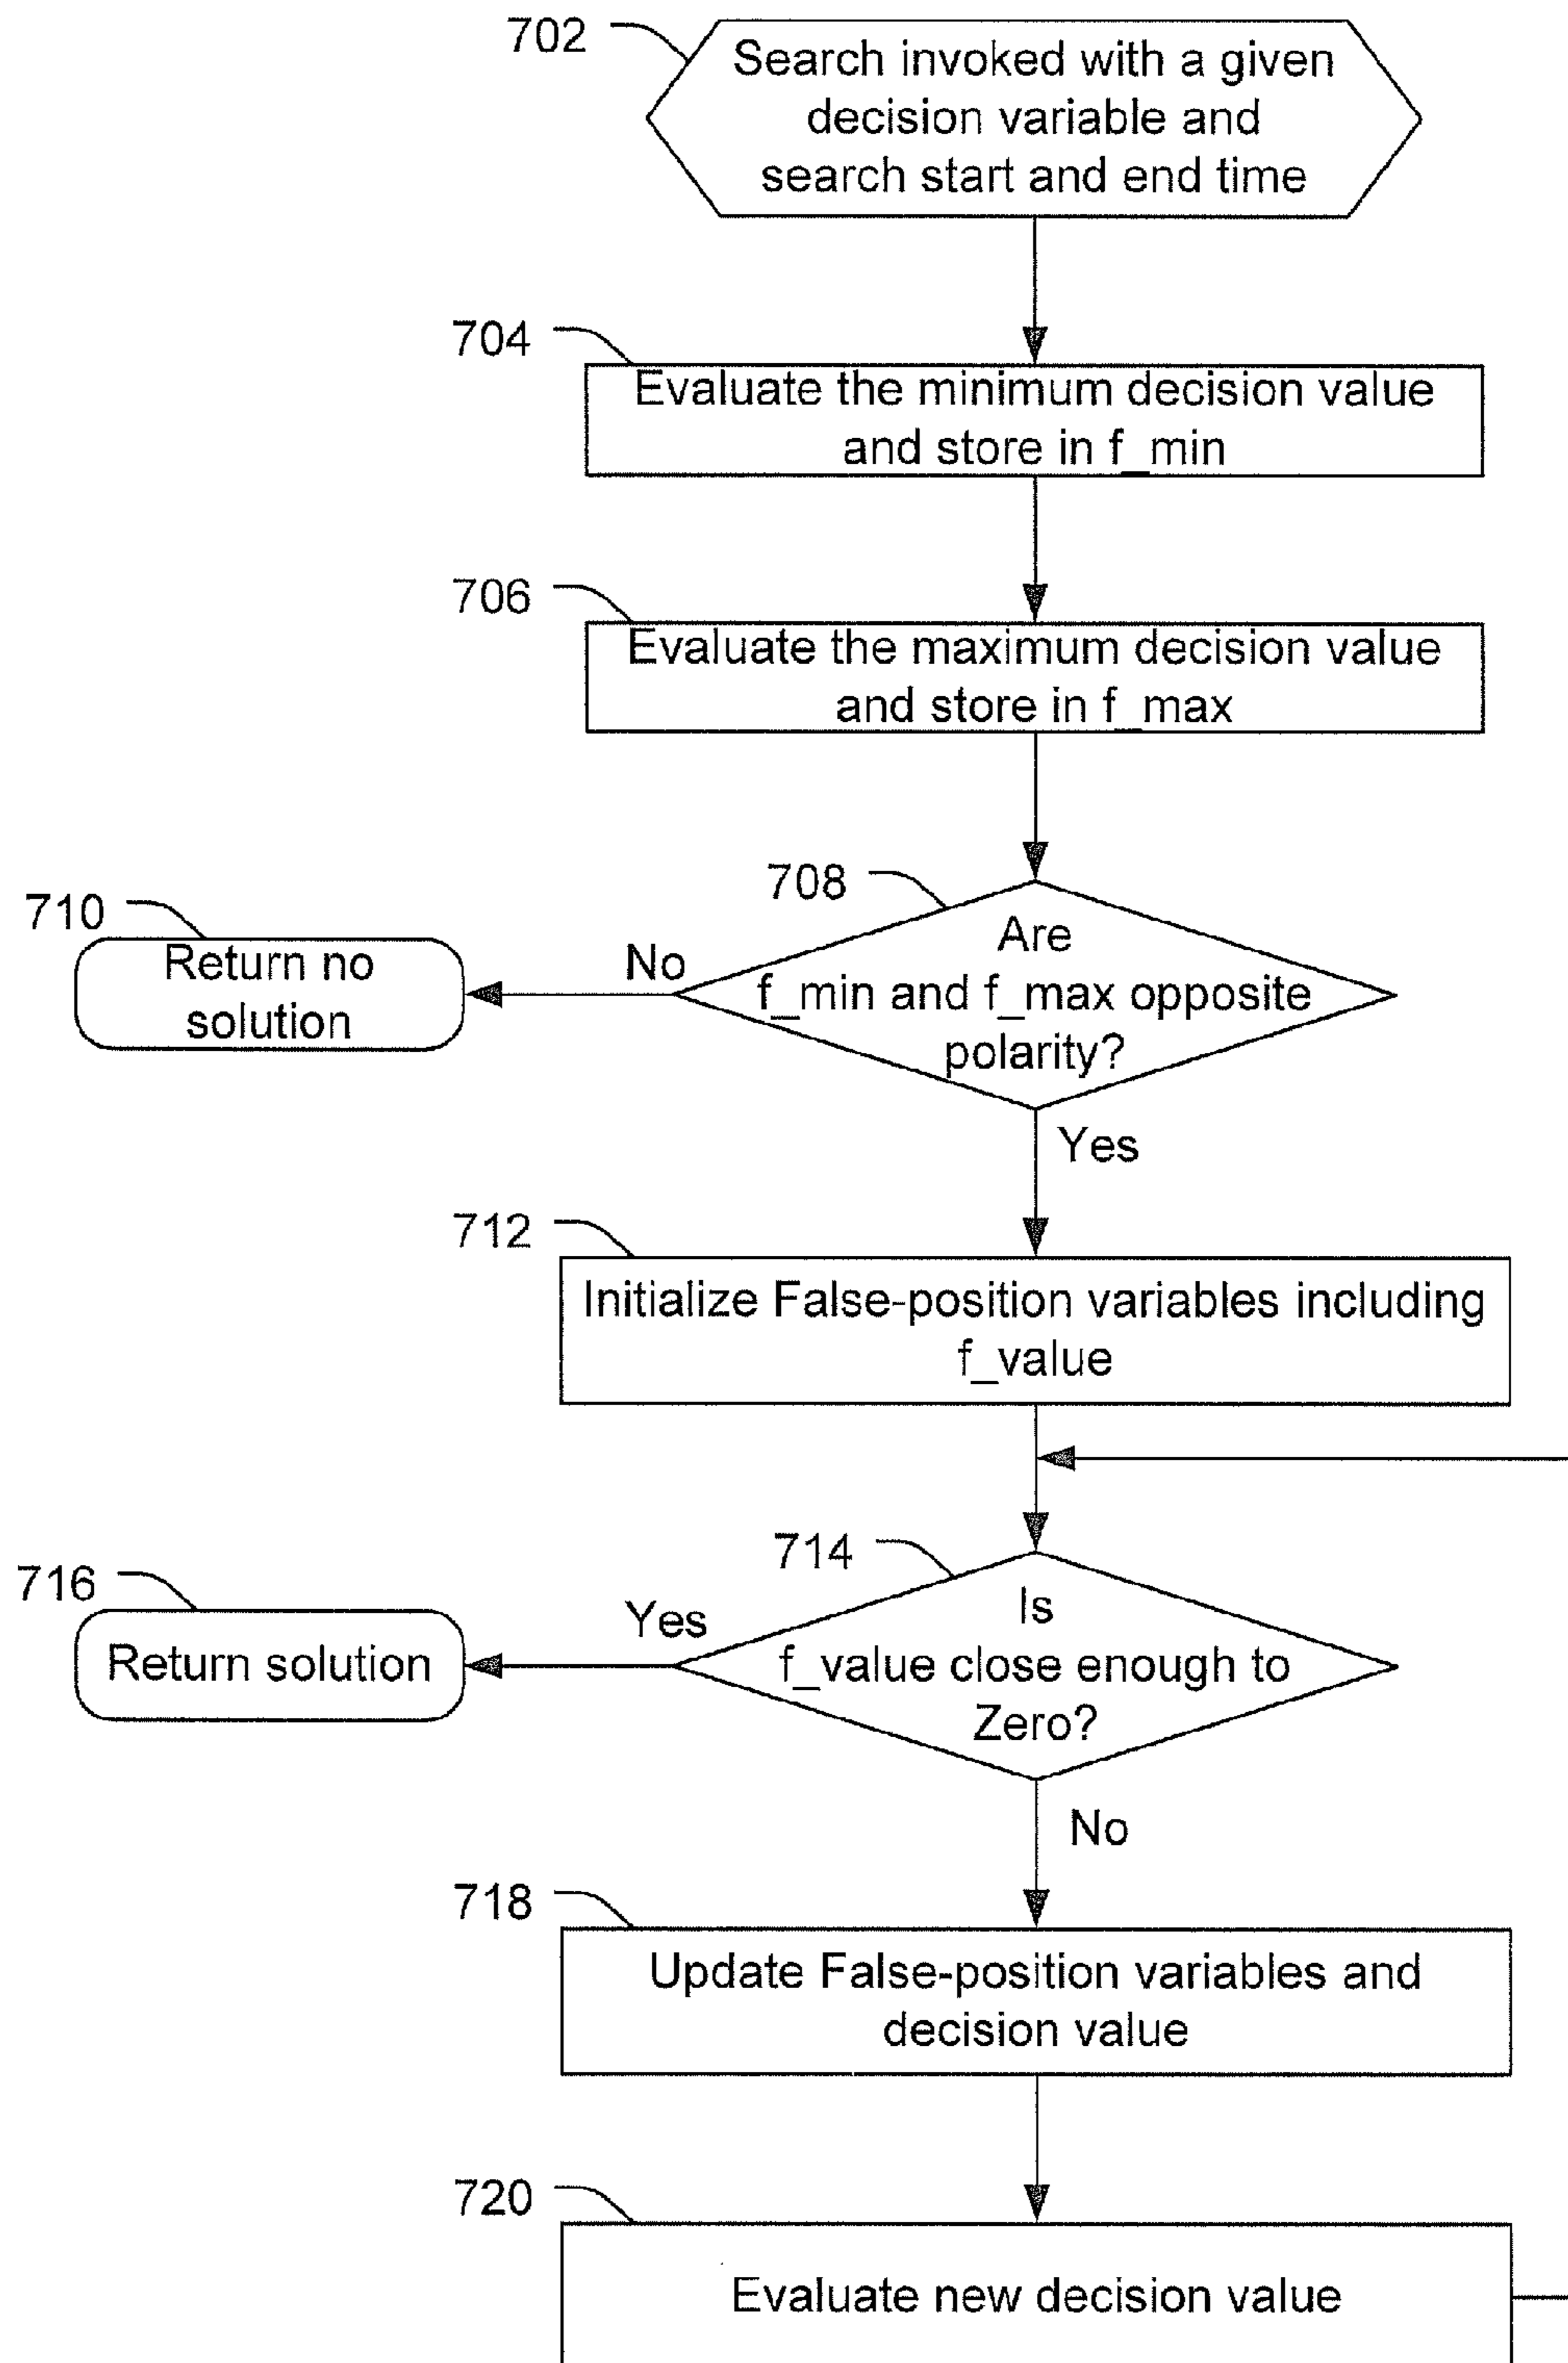 702
Search invoked with a given
decision variable and
search start and end time
704
Evaluate the minimum decision value
and store in f_min
706
Evaluate the maximum decision value
and store in f_max
708
Are
f_min and f_max opposite
polarity?
No
710
Return no
solution
Yes
712
Initialize False-position variables including
f_value
714
Is
f_value close enough to
Zero?
Yes
716
Return solution
No
718
Update False-position variables and
decision value
720
Evaluate new decision value